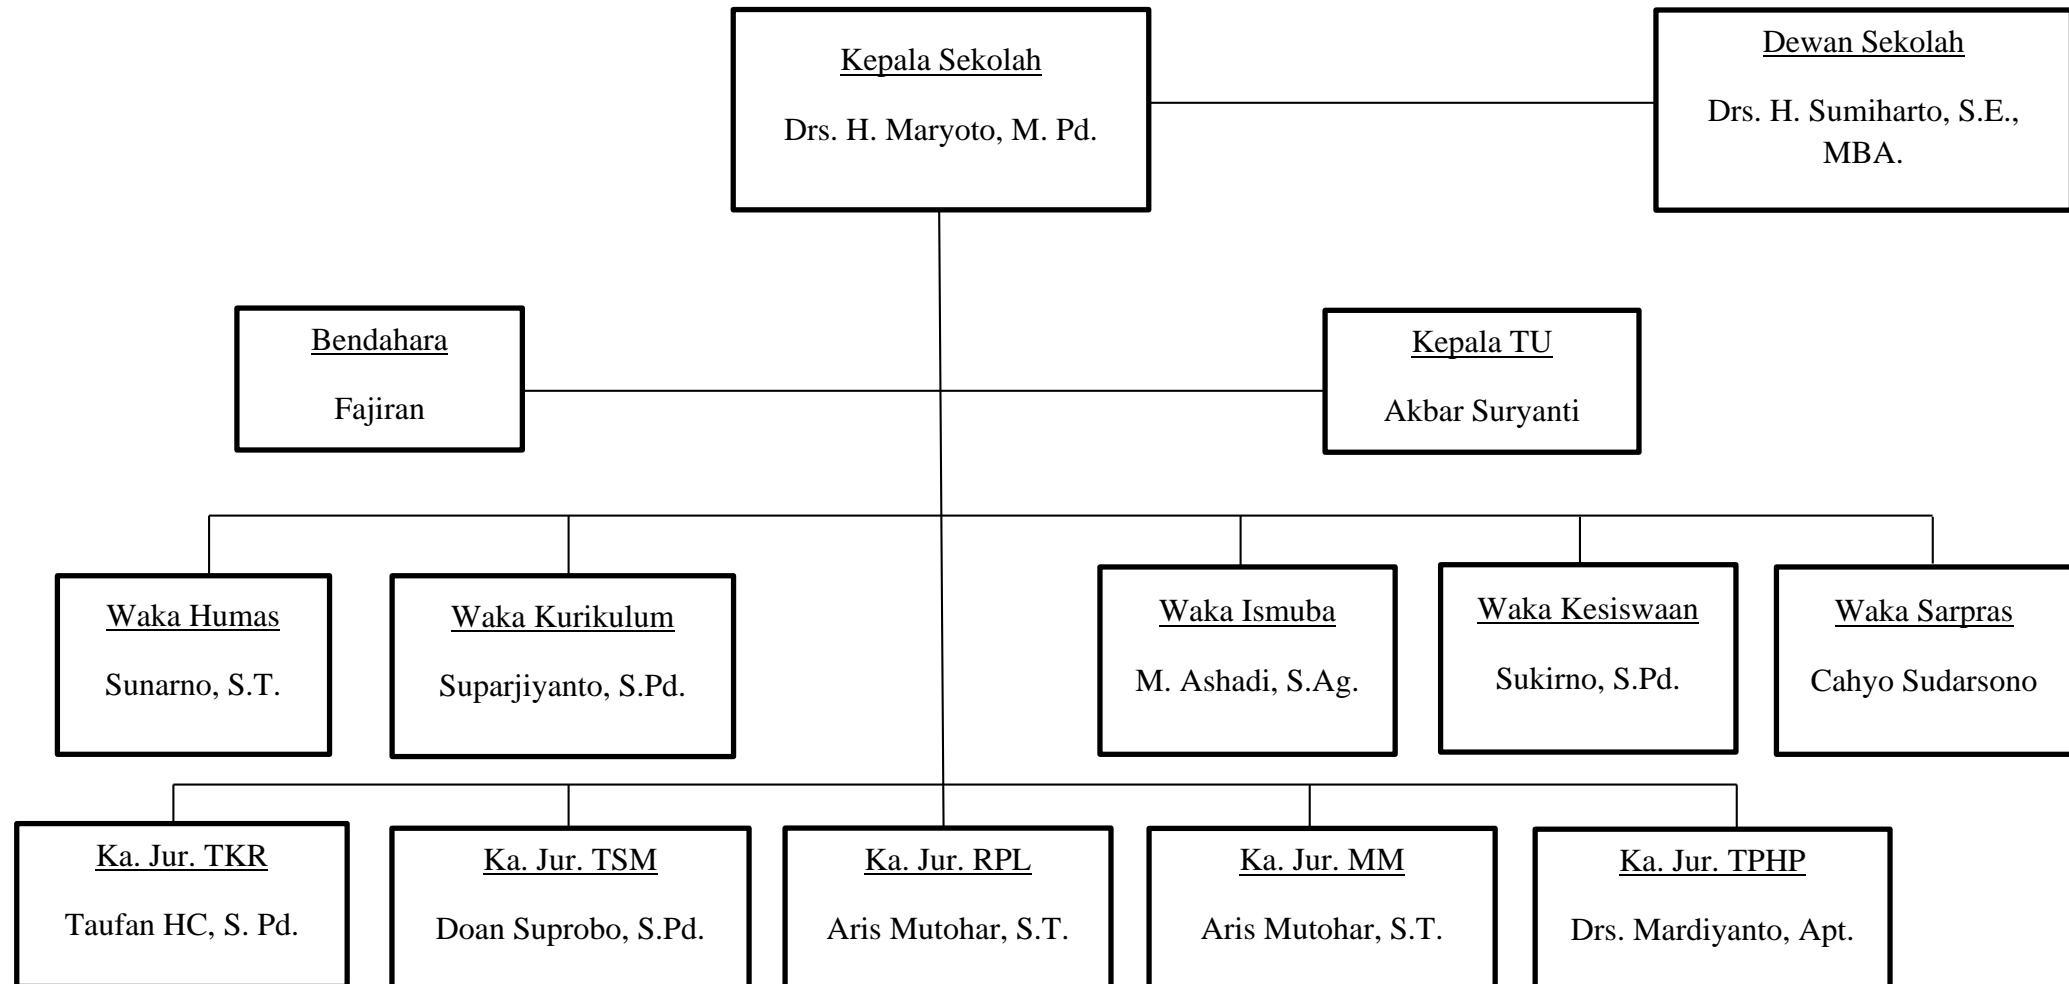 Kepala Sekolah
Drs. H. Maryoto, M. Pd.
Dewan Sekolah
Drs. H. Sumiharto, S.E.,
MBA.
Bendahara
Fajiran
Kepala TU
Akbar Suryanti
Waka Humas
Sunarno, S.T.
Waka Kurikulum
Suparjiyanto, S.Pd.
Waka Ismuba
M. Ashadi, S.Ag.
Waka Kesiswaan
Sukirno, S.Pd.
Waka Sarpras
Cahyo Sudarsono
Ka. Jur. TKR
Taufan HC, S. Pd.
Ka. Jur. TSM
Doan Suprobo, S.Pd.
Ka. Jur. RPL
Aris Mutohar, S.T.
Ka. Jur. MM
Aris Mutohar, S.T.
Ka. Jur. TPHP
Drs. Mardiyanto, Apt.